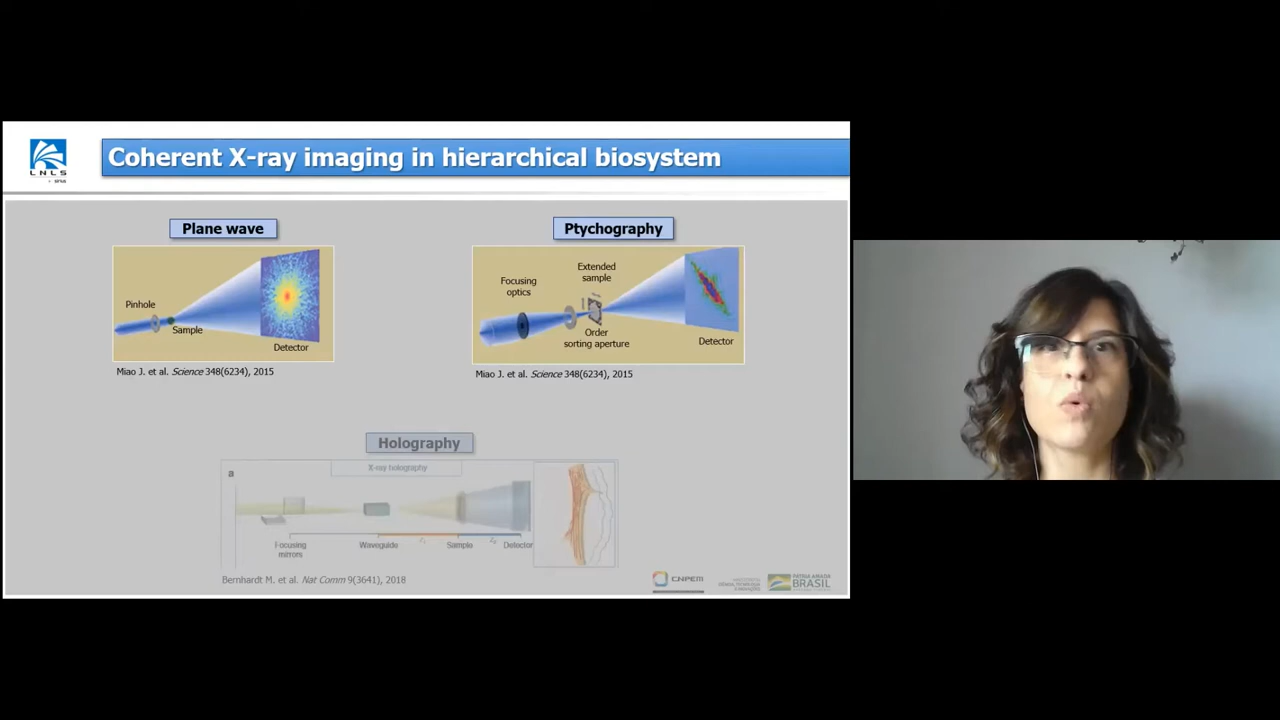 LNLS
Coherent X-ray imaging in hierarchical biosystem
Plane wave
Pinhole
Sample
Detector
Miao J. et al. Science 348(6234), 2015
Ptychography
Focusing
optics
Extended
sample
Order
sorting aperture
Detector
Miao J. et al. Science 348(6234), 2015
Holography
a
X-ray holography
Focusing
mirrors
Waveguide
Sample
Detector
Bernhardt M. et al. Nat Comm 9(3641), 2018
CNPEM
PÁTRIA AMADA
BRASIL